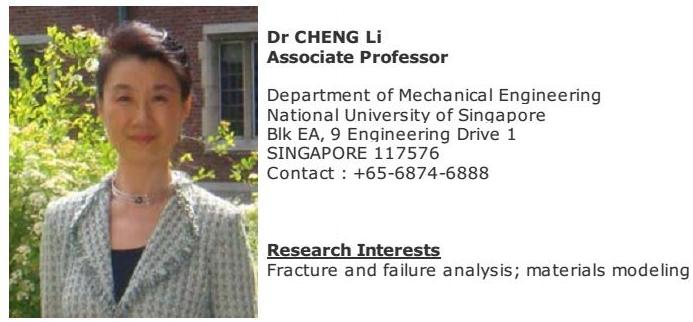 Dr CHENG Li
Associate Professor
Department of Mechanical Engineering
National University of Singapore
Blk EA, 9 Engineering Drive 1
SINGAPORE 117576
Contact : +65-6874-6888
Research Interests
Fracture and failure analysis; materials modeling